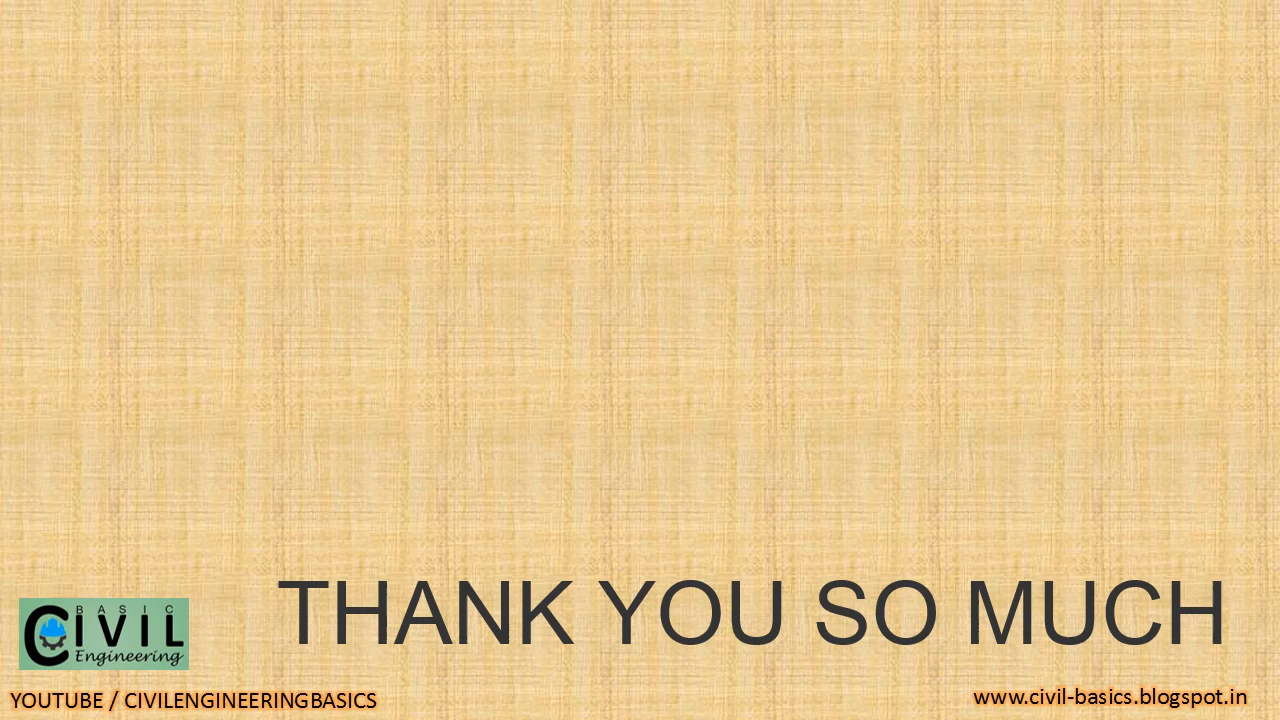 THANK YOU SO MUCH
BASIC
CIVIL
Engineering
YOUTUBE / CIVILENGINEERINGBASICS
www.civil-basics.blogspot.in